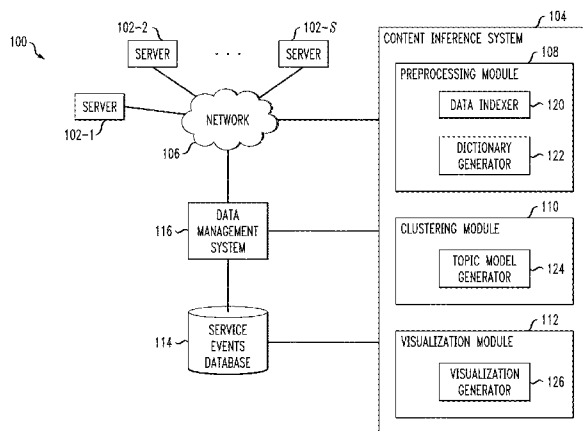 100
102-2
SERVER
. . .
102-S
SERVER
SERVER
102-1
NETWORK
106
116
DATA
MANAGEMENT
SYSTEM
114
SERVICE
EVENTS
DATABASE
104
CONTENT INFERENCE SYSTEM
108
PREPROCESSING MODULE
DATA INDEXER
120
DICTIONARY
GENERATOR
122
110
CLUSTERING MODULE
TOPIC MODEL
GENERATOR
124
112
VISUALIZATION MODULE
VISUALIZATION
GENERATOR
126